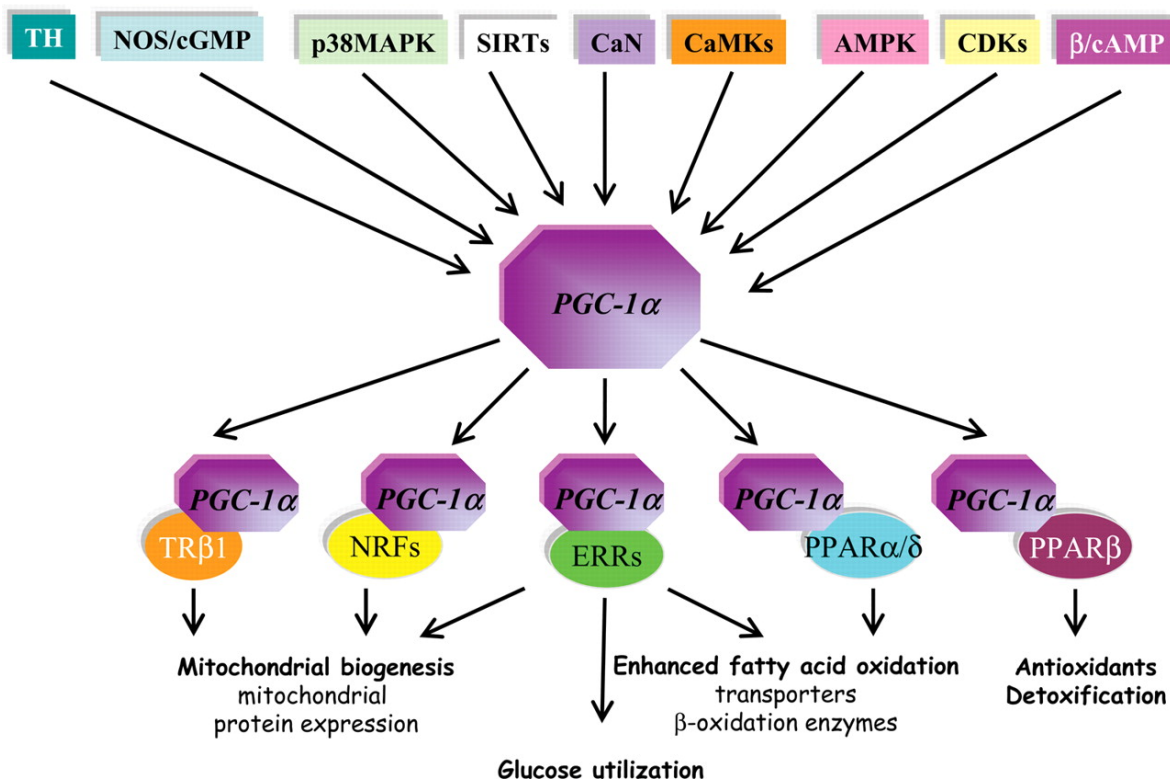 TH
NOS/cGMP
p38MAPK
SIRTs
CaN
CaMKs
AMPK
CDKs
β/cAMP
PGC-1α
PGC-1α
PGC-1α
PGC-1α
PGC-1α
PGC-1α
TRβ1
NRFs
ERRs
PPARα/δ
PPARβ
Mitochondrial biogenesis
mitochondrial
protein expression
Enhanced fatty acid oxidation
transporters
β-oxidation enzymes
Antioxidants
Detoxification
Glucose utilization